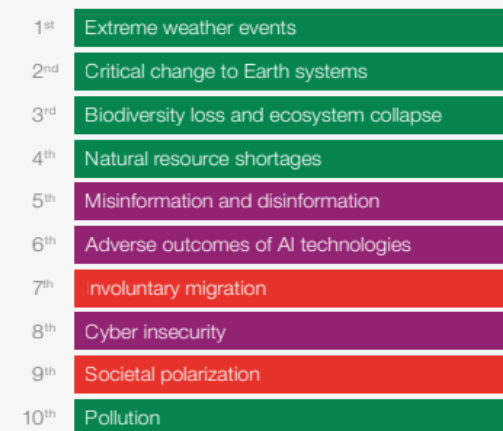 1st Extreme weather events
2nd Critical change to Earth systems
3rd Biodiversity loss and ecosystem collapse
4th Natural resource shortages
5th Misinformation and disinformation
6th Adverse outcomes of AI technologies
7th Involuntary migration
8th Cyber insecurity
9th Societal polarization
10th Pollution